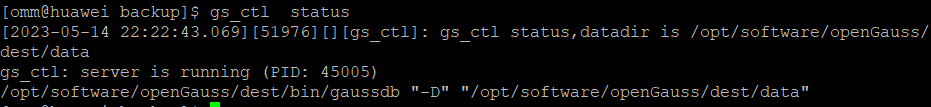 [omm@huawei backup]$ gs_ctl  status
[2023-05-14 22:22:43.069][51976][][gs_ctl]: gs_ctl status,datadir is /opt/software/openGauss/
dest/data
gs_ctl: server is running (PID: 45005)
/opt/software/openGauss/dest/bin/gaussdb "-D" "/opt/software/openGauss/dest/data"